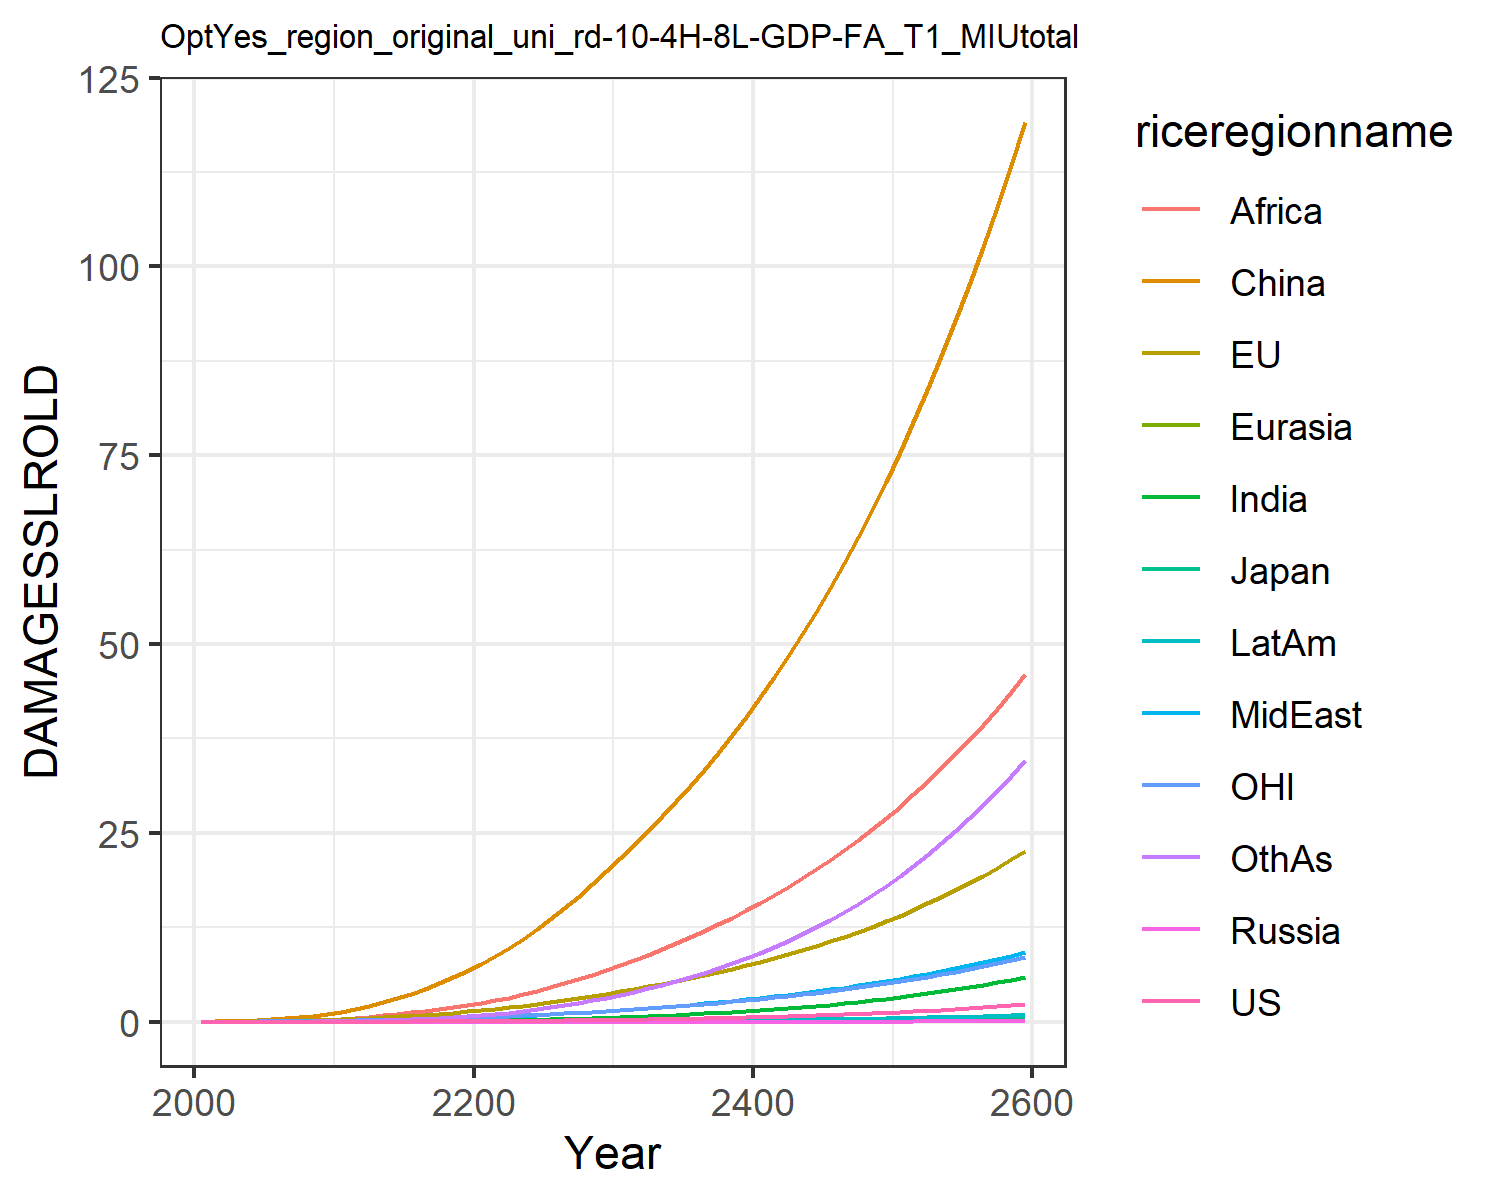 OptYes_region_original_uni_rd-10-4H-8L-GDP-FA_T1_MIUtotal
125
100
75
50
25
0
DAMAGESSLROLD
2000
2200
2400
2600
Year
riceregionname
Africa
China
EU
Eurasia
India
Japan
LatAm
MidEast
OHI
OthAs
Russia
US